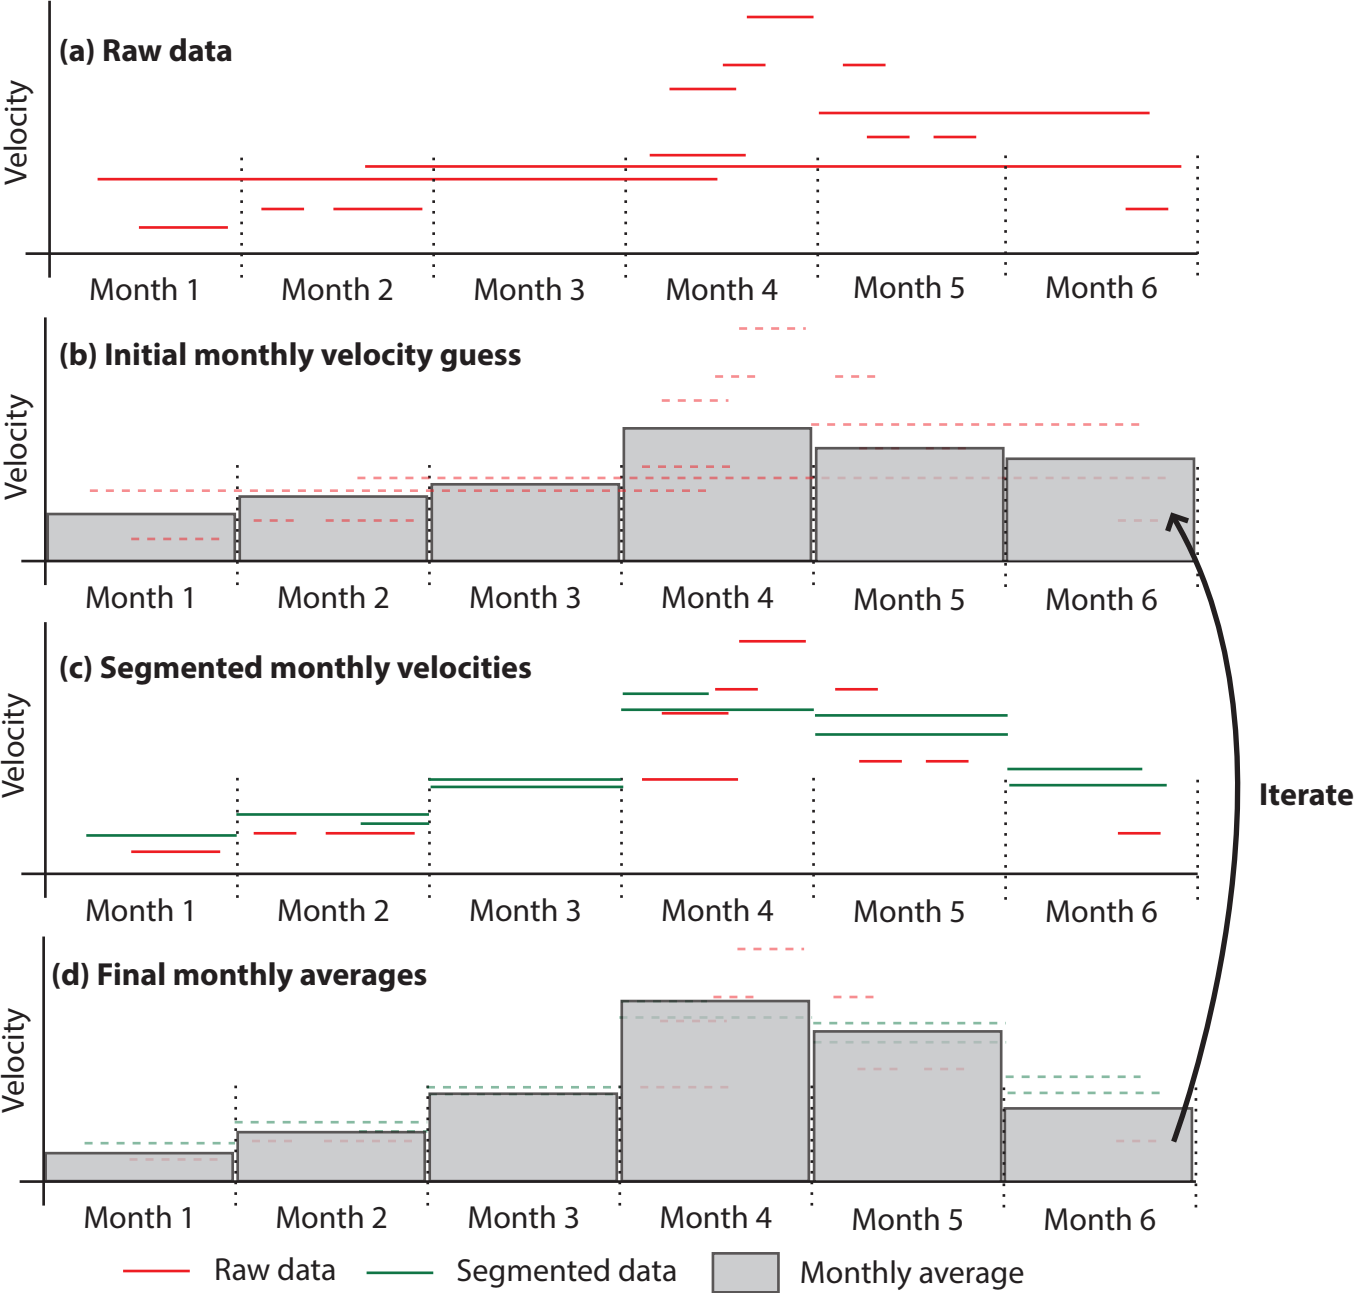 (a) Raw data
Velocity
Month 1 Month 2 Month 3 Month 4 Month 5 Month 6
(b) Initial monthly velocity guess
Velocity
Month 1 Month 2 Month 3 Month 4 Month 5 Month 6
(c) Segmented monthly velocities
Velocity
Iterate
Month 1 Month 2 Month 3 Month 4 Month 5 Month 6
(d) Final monthly averages
Velocity
Month 1 Month 2 Month 3 Month 4 Month 5 Month 6
Raw data Segmented data Monthly average